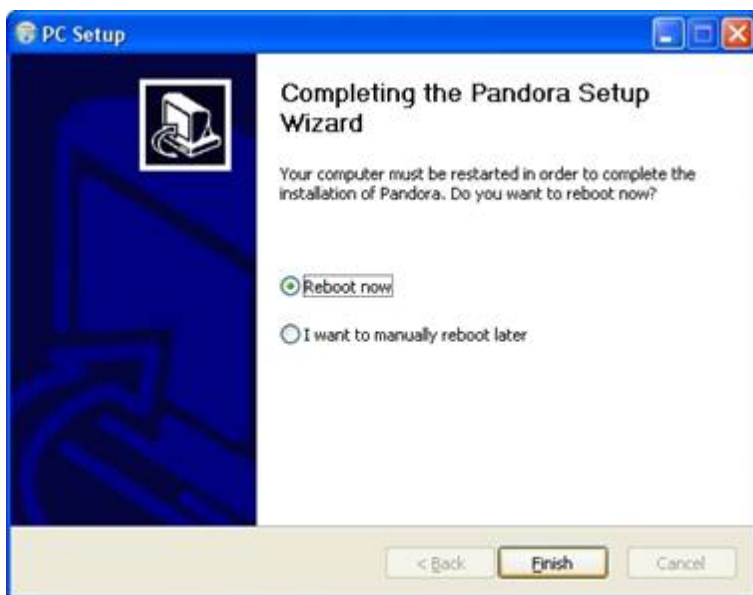 PC Setup
Completing the Pandora Setup
Wizard
Your computer must be restarted in order to complete the
installation of Pandora. Do you want to reboot now?
Reboot now
I want to manually reboot later
< Back
Finish
Cancel